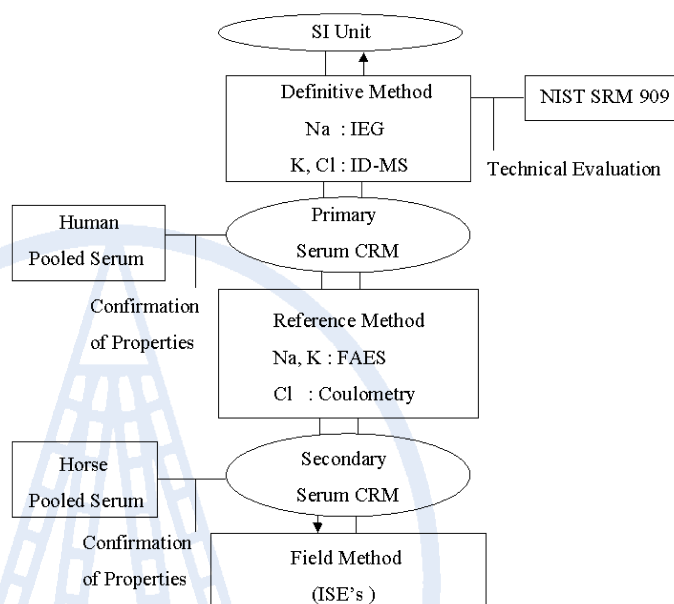 SI Unit
Definitive Method
Na : IEG
K, Cl : ID-MS
NIST SRM 909
Technical Evaluation
Human
Pooled Serum
Primary
Serum CRM
Confirmation
of Properties
Reference Method
Na, K : FAES
Cl : Coulometry
Horse
Pooled Serum
Secondary
Serum CRM
Confirmation
of Properties
Field Method
(ISE's )